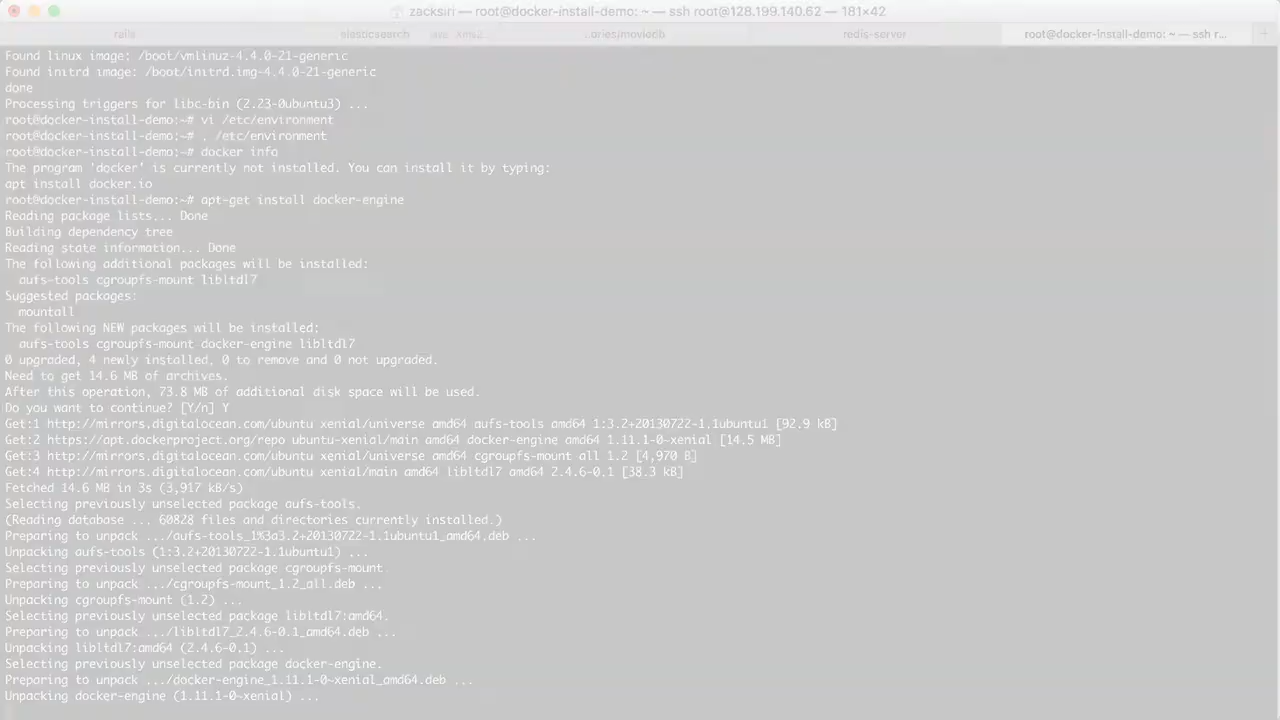 zacksiri — root@docker-install-demo: ~ — ssh root@128.199.140.62 — 181×42
rails elasticsearch ..ories/moviedb redis-server root@docker-install-demo: ~ — ssh r...
Found linux image: /boot/vmlinuz-4.4.0-21-generic
Found initrd image: /boot/initrd.img-4.4.0-21-generic
done
Processing triggers for libc-bin (2.23-0ubuntu3) ...
root@docker-install-demo:~# vi /etc/environment
root@docker-install-demo:~# . /etc/environment
root@docker-install-demo:~# docker info
The program 'docker' is currently not installed. You can install it by typing:
apt install docker.io
root@docker-install-demo:~# apt-get install docker-engine
Reading package lists... Done
Building dependency tree
Reading state information... Done
The following additional packages will be installed:
aufs-tools cgroupfs-mount libltdl7
Suggested packages:
mountall
The following NEW packages will be installed:
aufs-tools cgroupfs-mount docker-engine libltdl7
0 upgraded, 4 newly installed, 0 to remove and 0 not upgraded.
Need to get 14.6 MB of archives.
After this operation, 73.8 MB of additional disk space will be used.
Do you want to continue? [Y/n] Y
Get:1 http://mirrors.digitalocean.com/ubuntu xenial/universe amd64 aufs-tools amd64 1:3.2+20130722-1.1ubuntu1 [92.9 kB]
Get:2 https://apt.dockerproject.org/repo ubuntu-xenial/main amd64 docker-engine amd64 1.11.1-0~xenial [14.5 MB]
Get:3 http://mirrors.digitalocean.com/ubuntu xenial/universe amd64 cgroupfs-mount all 1.2 [4,970 B]
Get:4 http://mirrors.digitalocean.com/ubuntu xenial/main amd64 libltdl7 amd64 2.4.6-0.1 [38.3 kB]
Fetched 14.6 MB in 3s (3,917 kB/s)
Selecting previously unselected package aufs-tools.
(Reading database ... 60828 files and directories currently installed.)
Preparing to unpack .../aufs-tools_1%3a3.2+20130722-1.1ubuntu1_amd64.deb ...
Unpacking aufs-tools (1:3.2+20130722-1.1ubuntu1) ...
Selecting previously unselected package cgroupfs-mount.
Preparing to unpack .../cgroupfs-mount_1.2_all.deb ...
Unpacking cgroupfs-mount (1.2) ...
Selecting previously unselected package libltdl7:amd64.
Preparing to unpack .../libltdl7_2.4.6-0.1_amd64.deb ...
Unpacking libltdl7:amd64 (2.4.6-0.1) ...
Selecting previously unselected package docker-engine.
Preparing to unpack .../docker-engine_1.11.1-0~xenial_amd64.deb ...
Unpacking docker-engine (1.11.1-0~xenial) ...